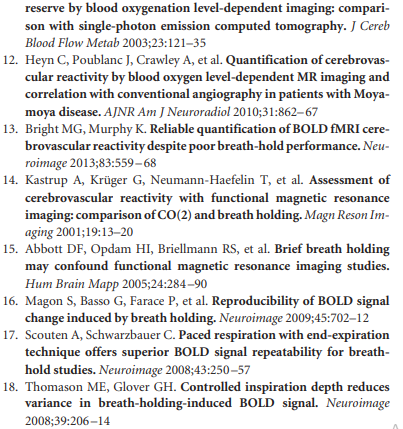 reserve by blood oxygenation level-dependent imaging: compari-
son with single-photon emission computed tomography. J Cereb
Blood Flow Metab 2003;23:121–35
12. Heyn C, Poublanc J, Crawley A, et al. Quantification of cerebrovas-
cular reactivity by blood oxygen level-dependent MR imaging and
correlation with conventional angiography in patients with Moya-
moya disease. AJNR Am J Neuroradiol 2010;31:862–67
13. Bright MG, Murphy K. Reliable quantification of BOLD fMRI cere-
brovascular reactivity despite poor breath-hold performance. Neu-
roimage 2013;83:559–68
14. Kastrup A, Krüger G, Neumann-Haefelin T, et al. Assessment of
cerebrovascular reactivity with functional magnetic resonance
imaging: comparison of CO(2) and breath holding. Magn Reson Im-
aging 2001;19:13–20
15. Abbott DF, Opdam HI, Briellmann RS, et al. Brief breath holding
may confound functional magnetic resonance imaging studies.
Hum Brain Mapp 2005;24:284–90
16. Magon S, Basso G, Farace P, et al. Reproducibility of BOLD signal
change induced by breath holding. Neuroimage 2009;45:702–12
17. Scouten A, Schwarzbauer C. Paced respiration with end-expiration
technique offers superior BOLD signal repeatability for breath-
hold studies. Neuroimage 2008;43:250–57
18. Thomason ME, Glover GH. Controlled inspiration depth reduces
variance in breath-holding-induced BOLD signal. Neuroimage
2008;39:206–14